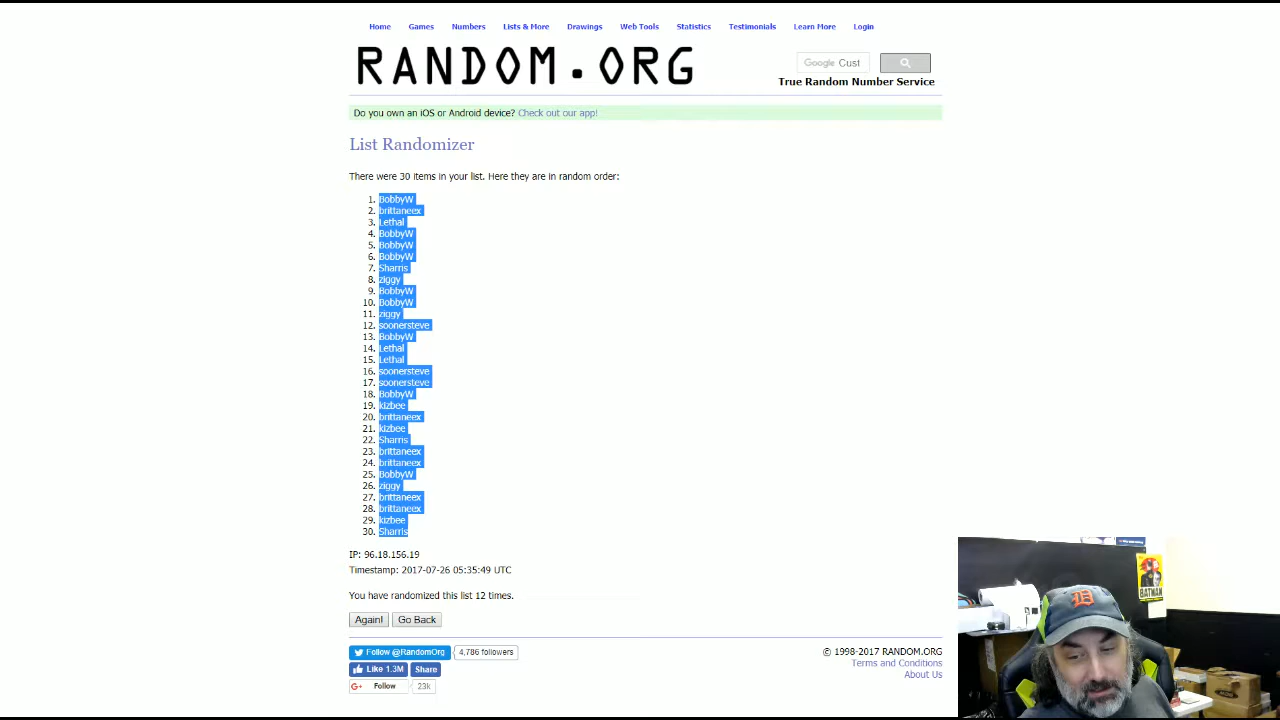 Home Games Numbers Lists & More Drawings Web Tools Statistics Testimonials Learn More Login
RANDOM.ORG
Google Cust
True Random Number Service
Do you own an iOS or Android device? Check out our app!
List Randomizer
There were 30 items in your list. Here they are in random order:
1. BobbyW
2. brittaneex
3. Lethal
4. BobbyW
5. BobbyW
6. BobbyW
7. Sharris
8. ziggy
9. BobbyW
10. BobbyW
11. ziggy
12. soonersteve
13. BobbyW
14. Lethal
15. Lethal
16. soonersteve
17. soonersteve
18. BobbyW
19. kizbee
20. brittaneex
21. kizbee
22. Sharris
23. brittaneex
24. brittaneex
25. BobbyW
26. ziggy
27. brittaneex
28. brittaneex
29. kizbee
30. Sharris
IP: 96.18.156.19
Timestamp: 2017-07-26 05:35:49 UTC
You have randomized this list 12 times.
Again! Go Back
Follow @RandomOrg 4,786 followers
Like 1.3M Share
G+ Follow 23k
© 1998-2017 RANDOM.ORG
Terms and Conditions
About Us
BATMAN
D